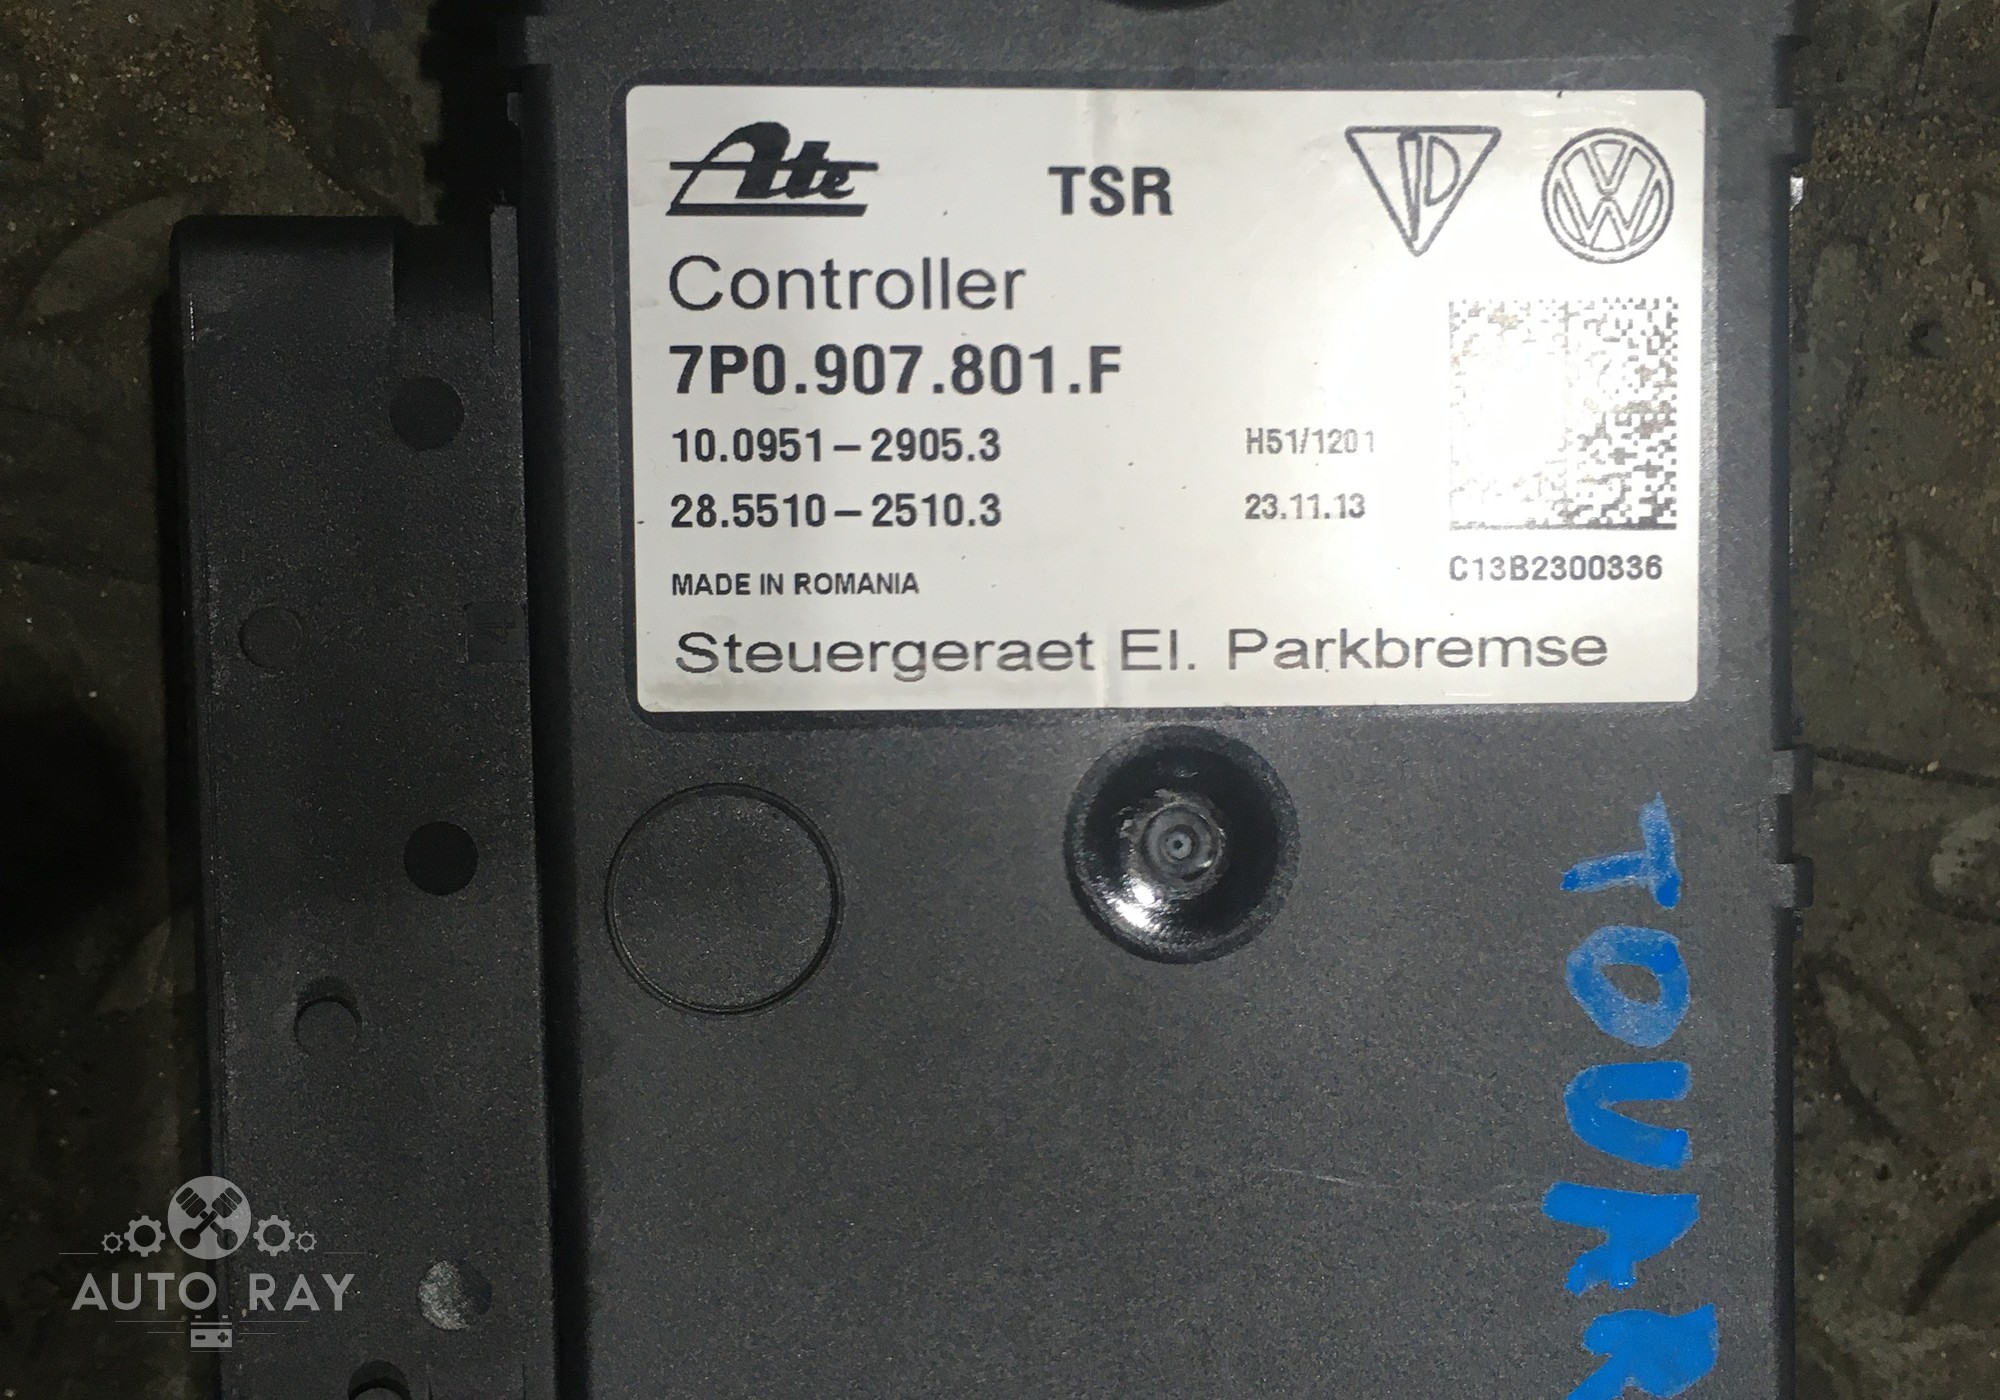 Ate
TSR
Controller
7P0.907.801.F
10.0951-2905.3
H51/1201
28.5510-2510.3
23.11.13
C13B2300336
MADE IN ROMANIA
Steuergeraet El. Parkbremse
TOUAR
AUTO RAY